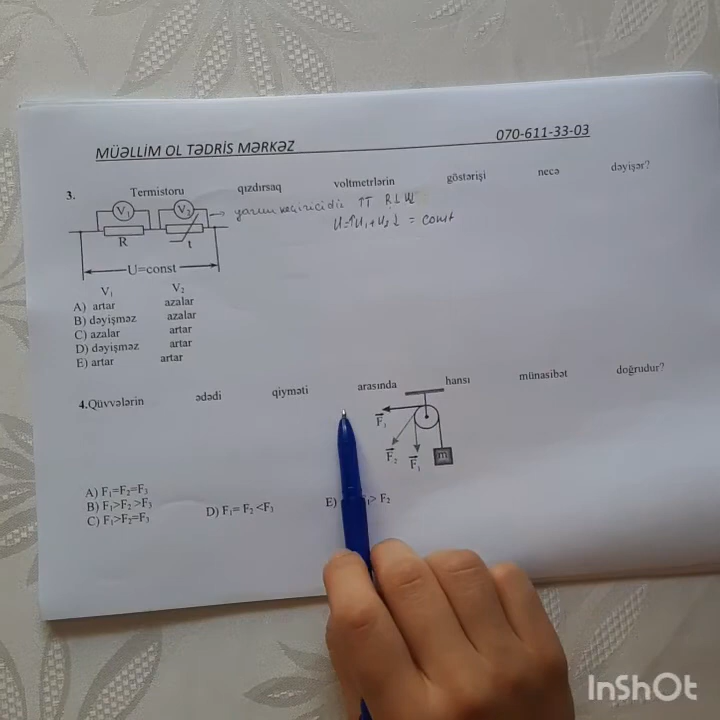 MÜƏLLİM OL TƏDRİS MƏRKƏZ 070-611-33-03
3. Termistoru qızdırsaq voltmetrlərin göstərişi necə dəyişər?
V₁ V₂
yarımkeçiricidir T↑ R↓ U↓
R t
U=↑U₁+U₂↓ = const
U=const
V₁ V₂
A) artar azalar
B) dəyişməz azalar
C) azalar artar
D) dəyişməz artar
E) artar artar
4.Qüvvələrin ədədi qiyməti arasında hansı münasibət doğrudur?
F₁
F₂ F₃ m
A) F₁=F₂=F₃
B) F₁>F₂>F₃
C) F₁>F₂=F₃
D) F₁= F₂<F₃
E) > F₂
InShOt